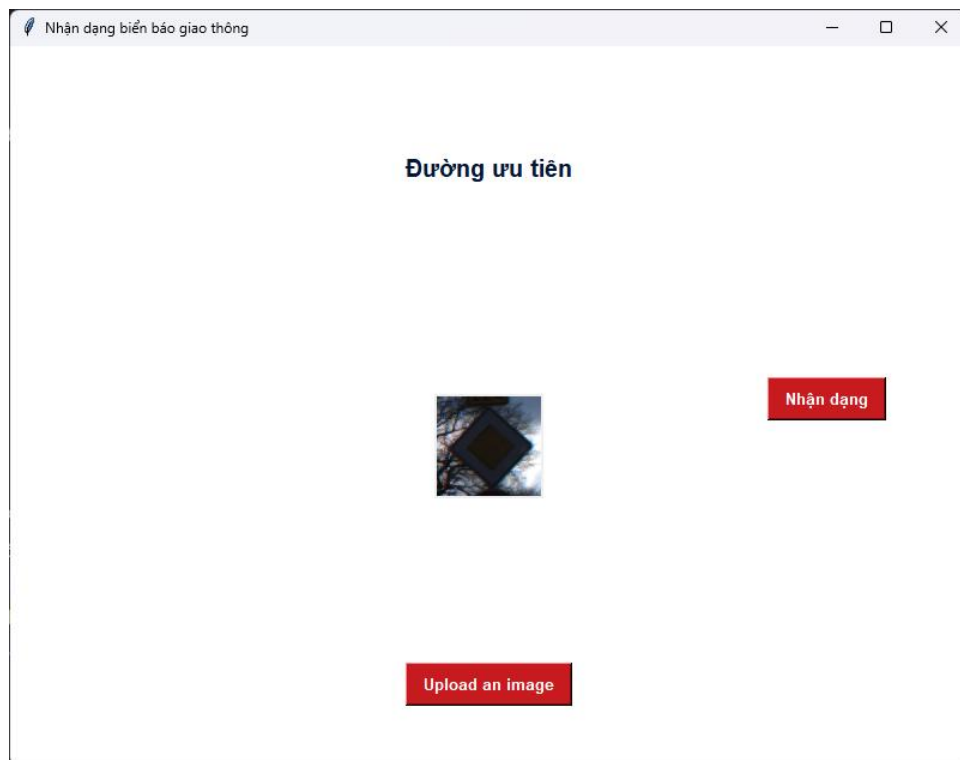 Nhận dạng biển báo giao thông
Đường ưu tiên
Nhận dạng
Upload an image